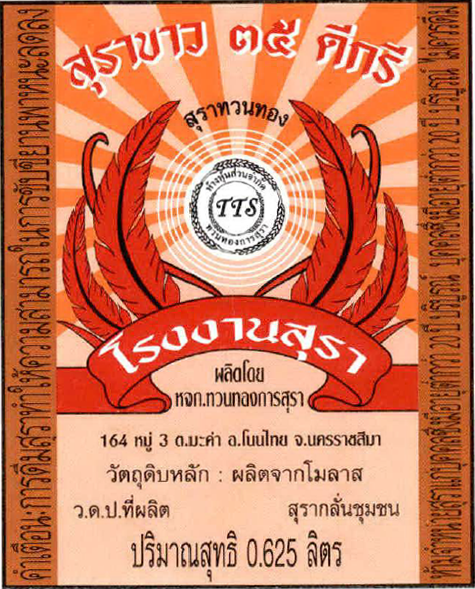 สุราขาว ๓๕ ดีกรี
สุราทวนทอง
ห้างหุ้นส่วนจำกัด
TTS
ทวนทองการสุรา
โรงงานสุรา
ผลิตโดย
หจก.ทวนทองการสุรา
164 หมู่ 3 ต.มะค่า อ.โนนไทย จ.นครราชสีมา
วัตถุดิบหลัก : ผลิตจากโมลาส
ว.ด.ป.ที่ผลิต สุรากลั่นชุมชน
ปริมาณสุทธิ 0.625 ลิตร
คำเตือน:การดื่มสุราทำให้ความสามารถในการขับขี่ยานพาหนะลดลง
ห้ามจำหน่ายสุราแก่บุคคลซึ่งมีอายุต่ำกว่า 20 ปี บริบูรณ์ บุคคลซึ่งมีอายุต่ำกว่า 20 ปี บริบูรณ์ ไม่ควรดื่ม